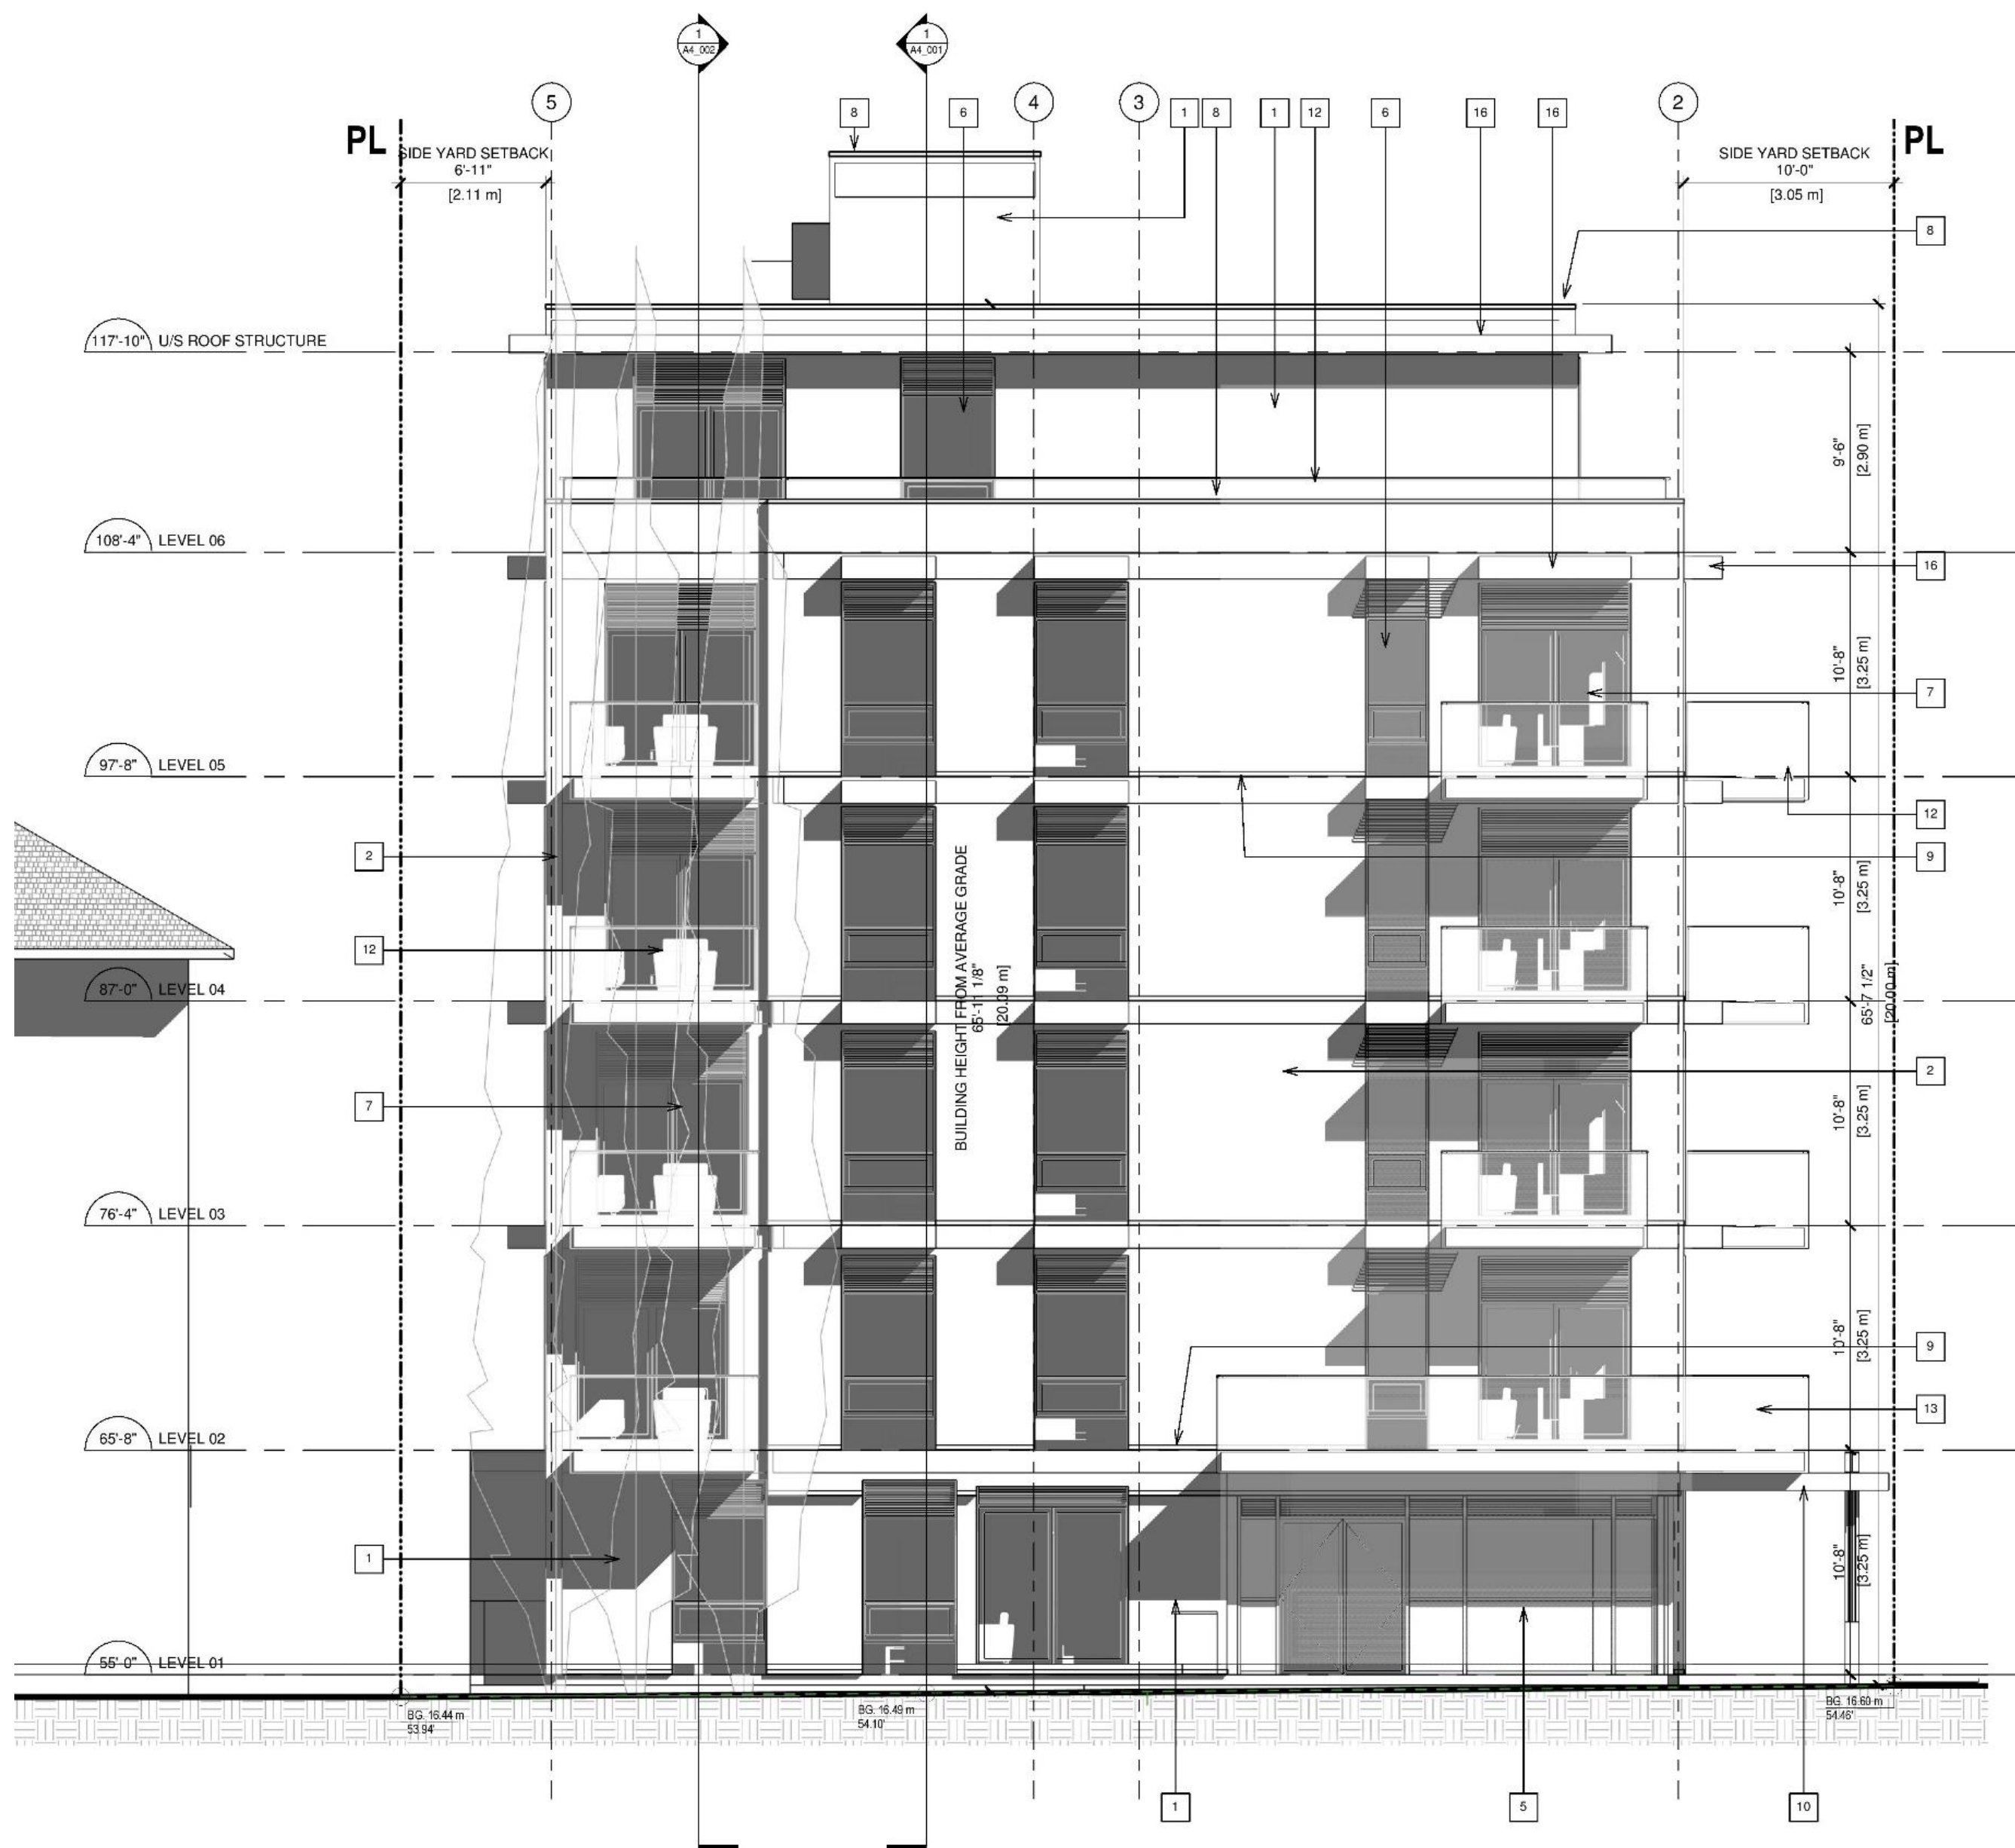 1
A4_002
1
A4_001
5
8
6
4
3
1
8
12
1
6
16
16
2
PL
SIDE YARD SETBACK
6'-11"
[2.11 m]
SIDE YARD SETBACK
10'-0"
[3.05 m]
PL
8
117'-10" U/S ROOF STRUCTURE
9'-6"
[2.90 m]
108'-4" LEVEL 06
16
10'-8"
[3.25 m]
7
97'-8" LEVEL 05
12
2
9
10'-8"
[3.25 m]
12
BUILDING HEIGHT FROM AVERAGE GRADE
65'-11 1/8"
[20.09 m]
87'-0" LEVEL 04
65'-7 1/2"
[20.00 m]
2
7
10'-8"
[3.25 m]
76'-4" LEVEL 03
10'-8"
[3.25 m]
9
13
65'-8" LEVEL 02
1
10'-8"
[3.25 m]
55'-0" LEVEL 01
BG. 16.44 m
53.94'
BG. 16.49 m
54.10'
BG. 16.60 m
54.46'
1
5
10